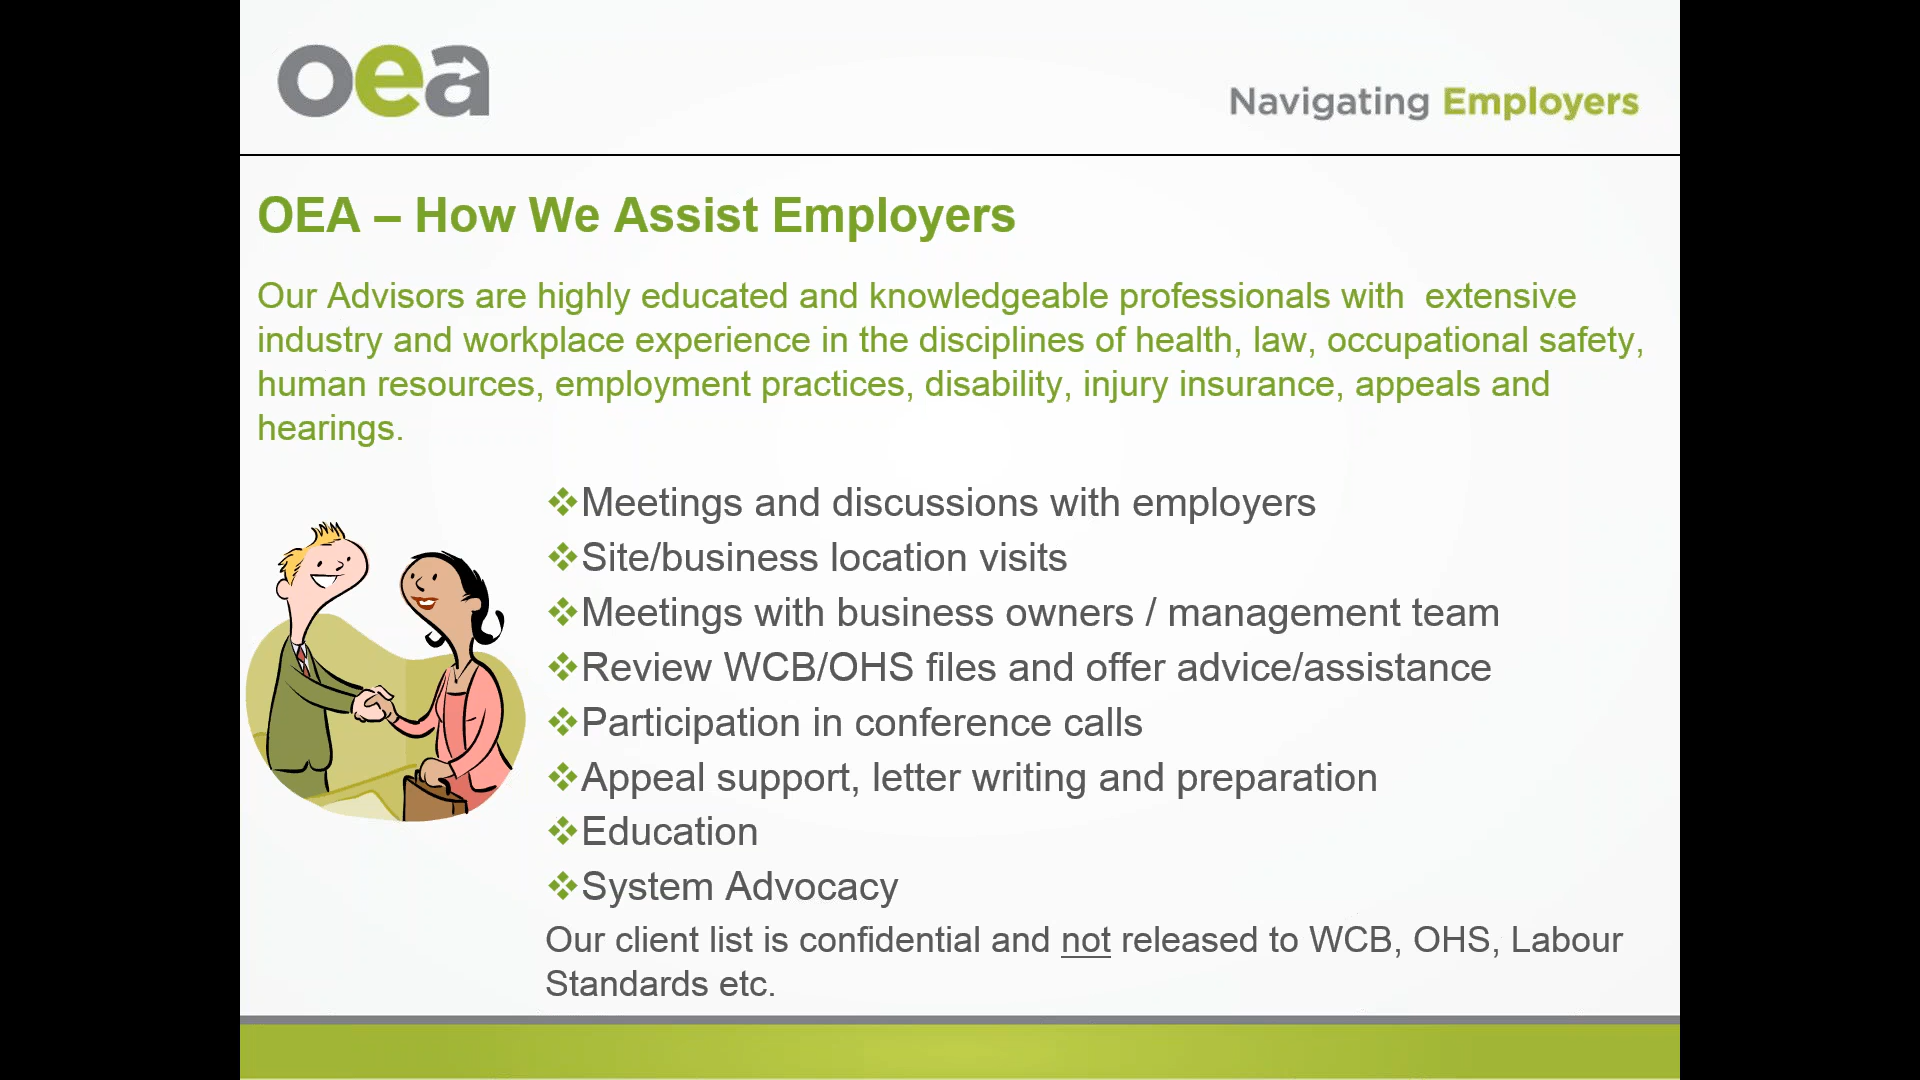 oea
Navigating Employers
OEA – How We Assist Employers
Our Advisors are highly educated and knowledgeable professionals with  extensive
industry and workplace experience in the disciplines of health, law, occupational safety,
human resources, employment practices, disability, injury insurance, appeals and
hearings.
❖Meetings and discussions with employers
❖Site/business location visits
❖Meetings with business owners / management team
❖Review WCB/OHS files and offer advice/assistance
❖Participation in conference calls
❖Appeal support, letter writing and preparation
❖Education
❖System Advocacy
Our client list is confidential and not released to WCB, OHS, Labour
Standards etc.